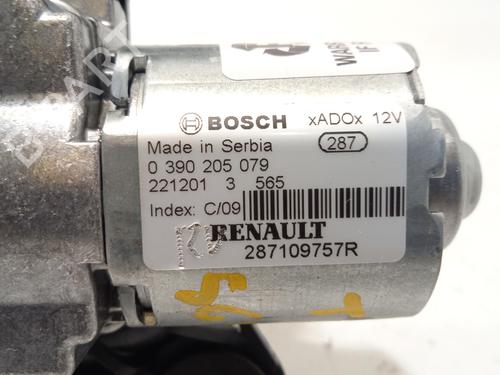 BOSCH xADOx 12V
Made in Serbia 287
0 390 205 079
221201 3 565
Index: C/09
RENAULT
287109757R